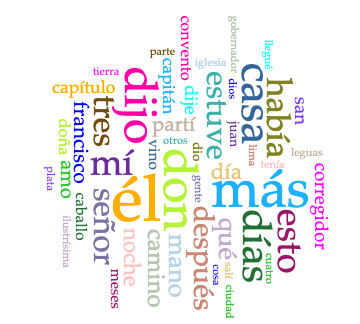 él
más
don
dijo
casa
mí
días
había
esto
señor
después
tres
estuve
qué
camino
mano
noche
día
partí
amo
francisco
capítulo
corregidor
capitán
convento
dije
doña
san
vino
dio
caballo
meses
ciudad
juan
dios
gente
parte
tierra
plata
ilustrísima
otros
iglesia
gobernador
llegué
leguas
lima
tenía
cuatro
salí
cosa